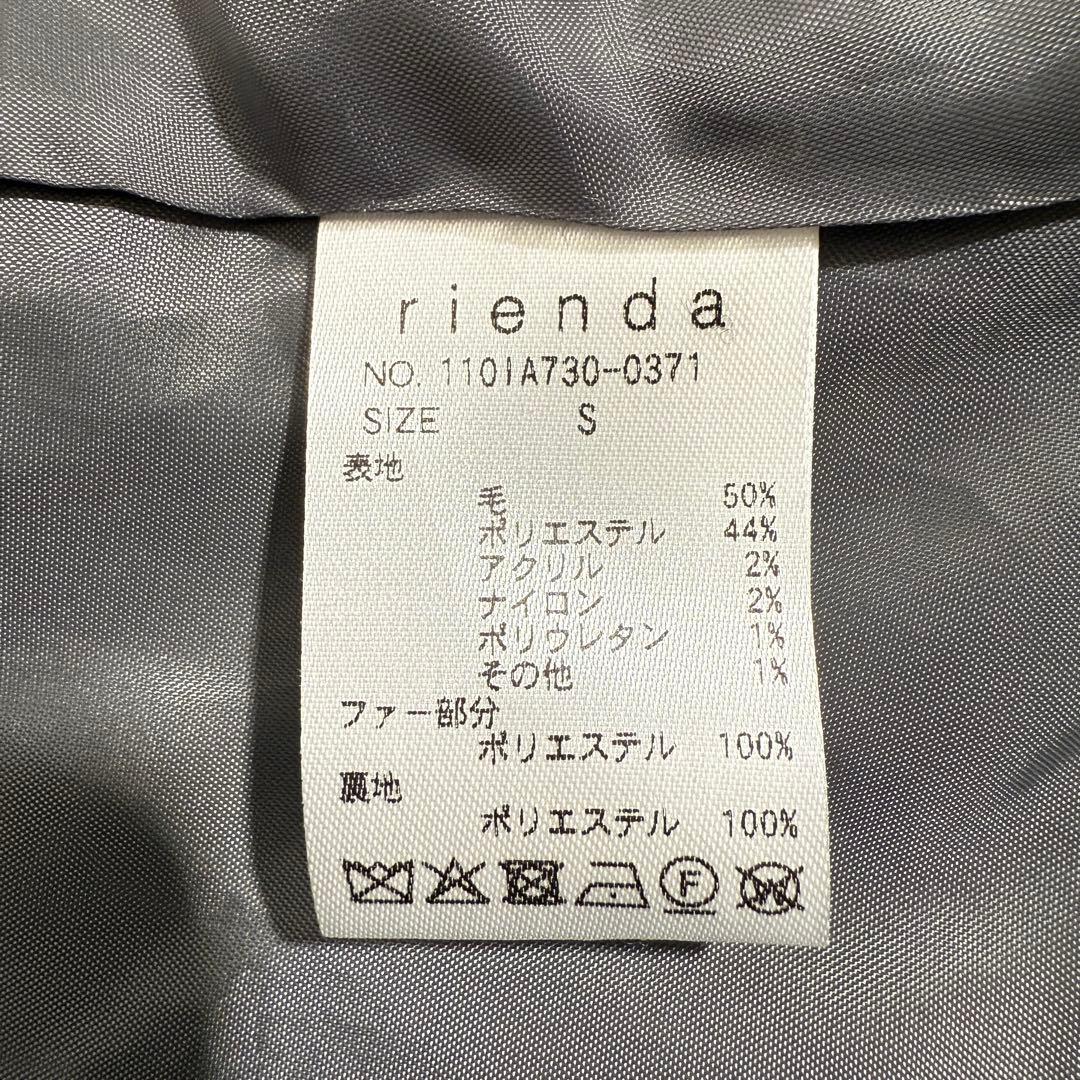 rienda
NO. 110IA730-0371
SIZE S
表地
毛 50%
ポリエステル 44%
アクリル 2%
ナイロン 2%
ポリウレタン 1%
その他 1%
ファー部分
ポリエステル 100%
裏地
ポリエステル 100%
F W